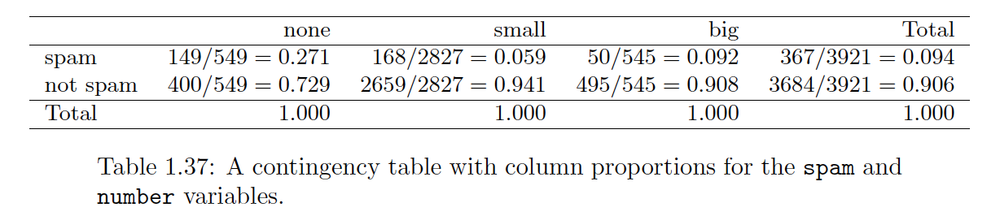 none small big Total
spam 149/549 = 0.271 168/2827 = 0.059 50/545 = 0.092 367/3921 = 0.094
not spam 400/549 = 0.729 2659/2827 = 0.941 495/545 = 0.908 3684/3921 = 0.906
Total 1.000 1.000 1.000 1.000
Table 1.37: A contingency table with column proportions for the spam and
number variables.